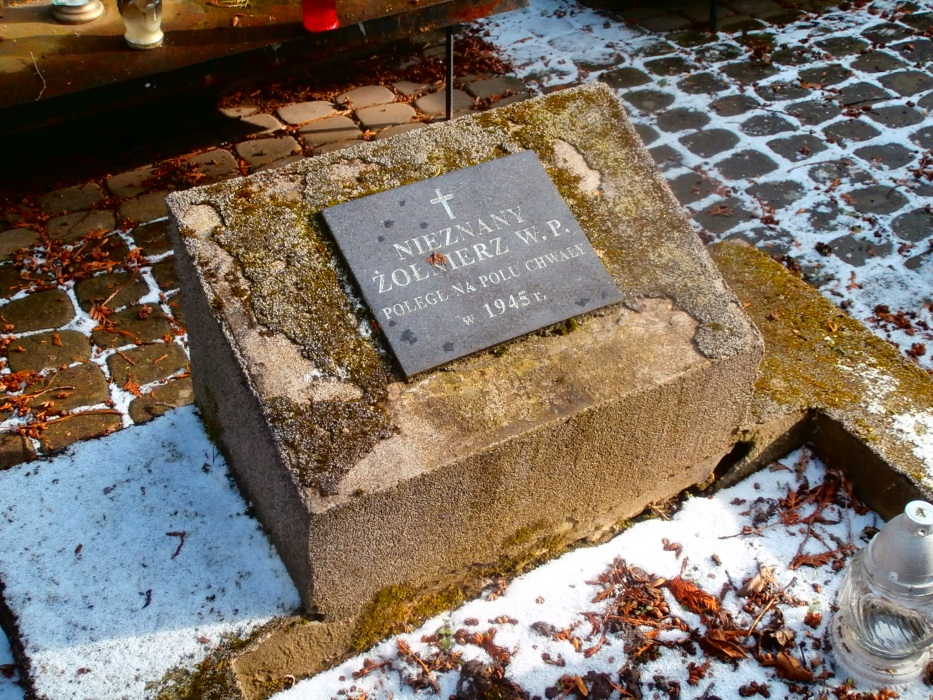 NIEZNANY
ŻOŁNIERZ W. P.
POLEGŁ NA POLU CHWAŁY
w 1945 r.